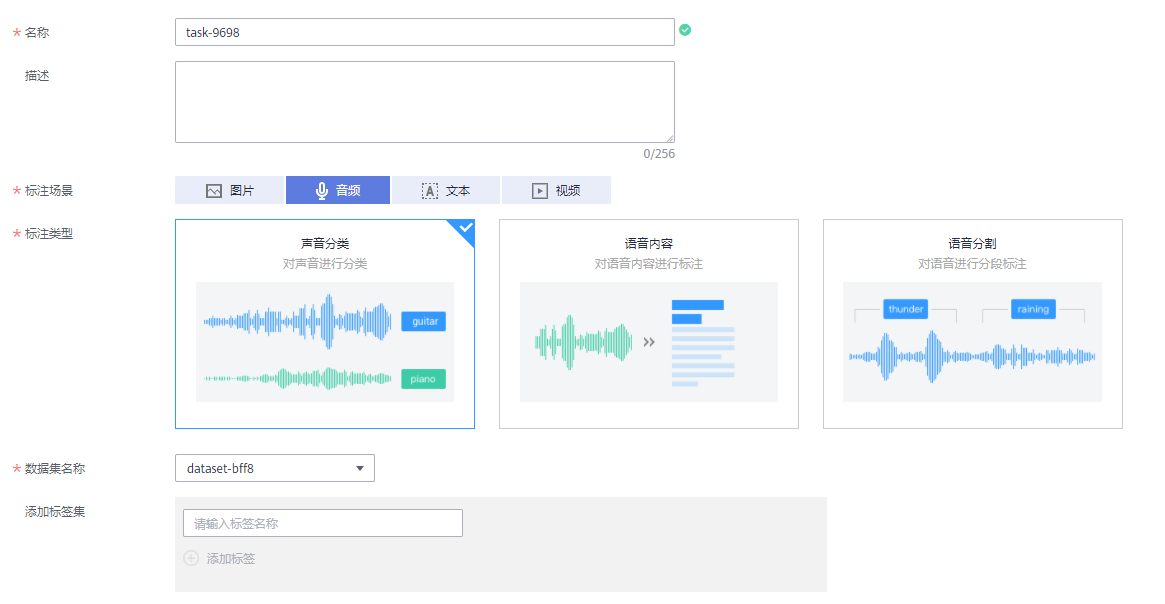 * 名称
task-9698
描述
0/256
* 标注场景
图片
音频
文本
视频
* 标注类型
声音分类
对声音进行分类
guitar
piano
语音内容
对语音内容进行标注
语音分割
对语音进行分段标注
thunder
raining
* 数据集名称
dataset-bff8
添加标签集
请输入标签名称
添加标签